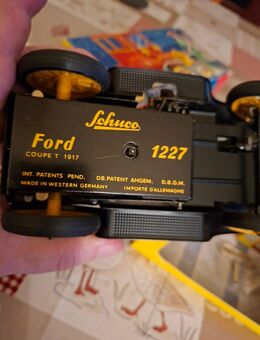 Schuco
Ford 1227
COUPE T 1917
INT. PATENTS PEND. D.B. PATENT ANGEM. D.B.G.M.
MADE IN WESTERN GERMANY IMPORTE D'ALLEMAGNE